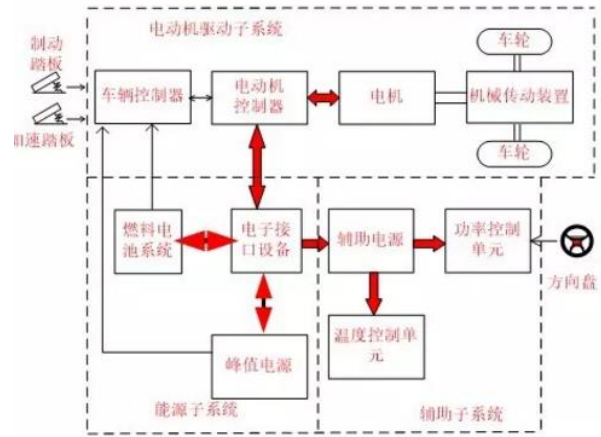 电动机驱动子系统
车轮
制动
踏板
车辆控制器
电动机
控制器
电机
机械传动装置
加速踏板
车轮
燃料电
池系统
电子接
口设备
辅助电源
功率控制
单元
方向盘
温度控制单
元
峰值电源
能源子系统
辅助子系统